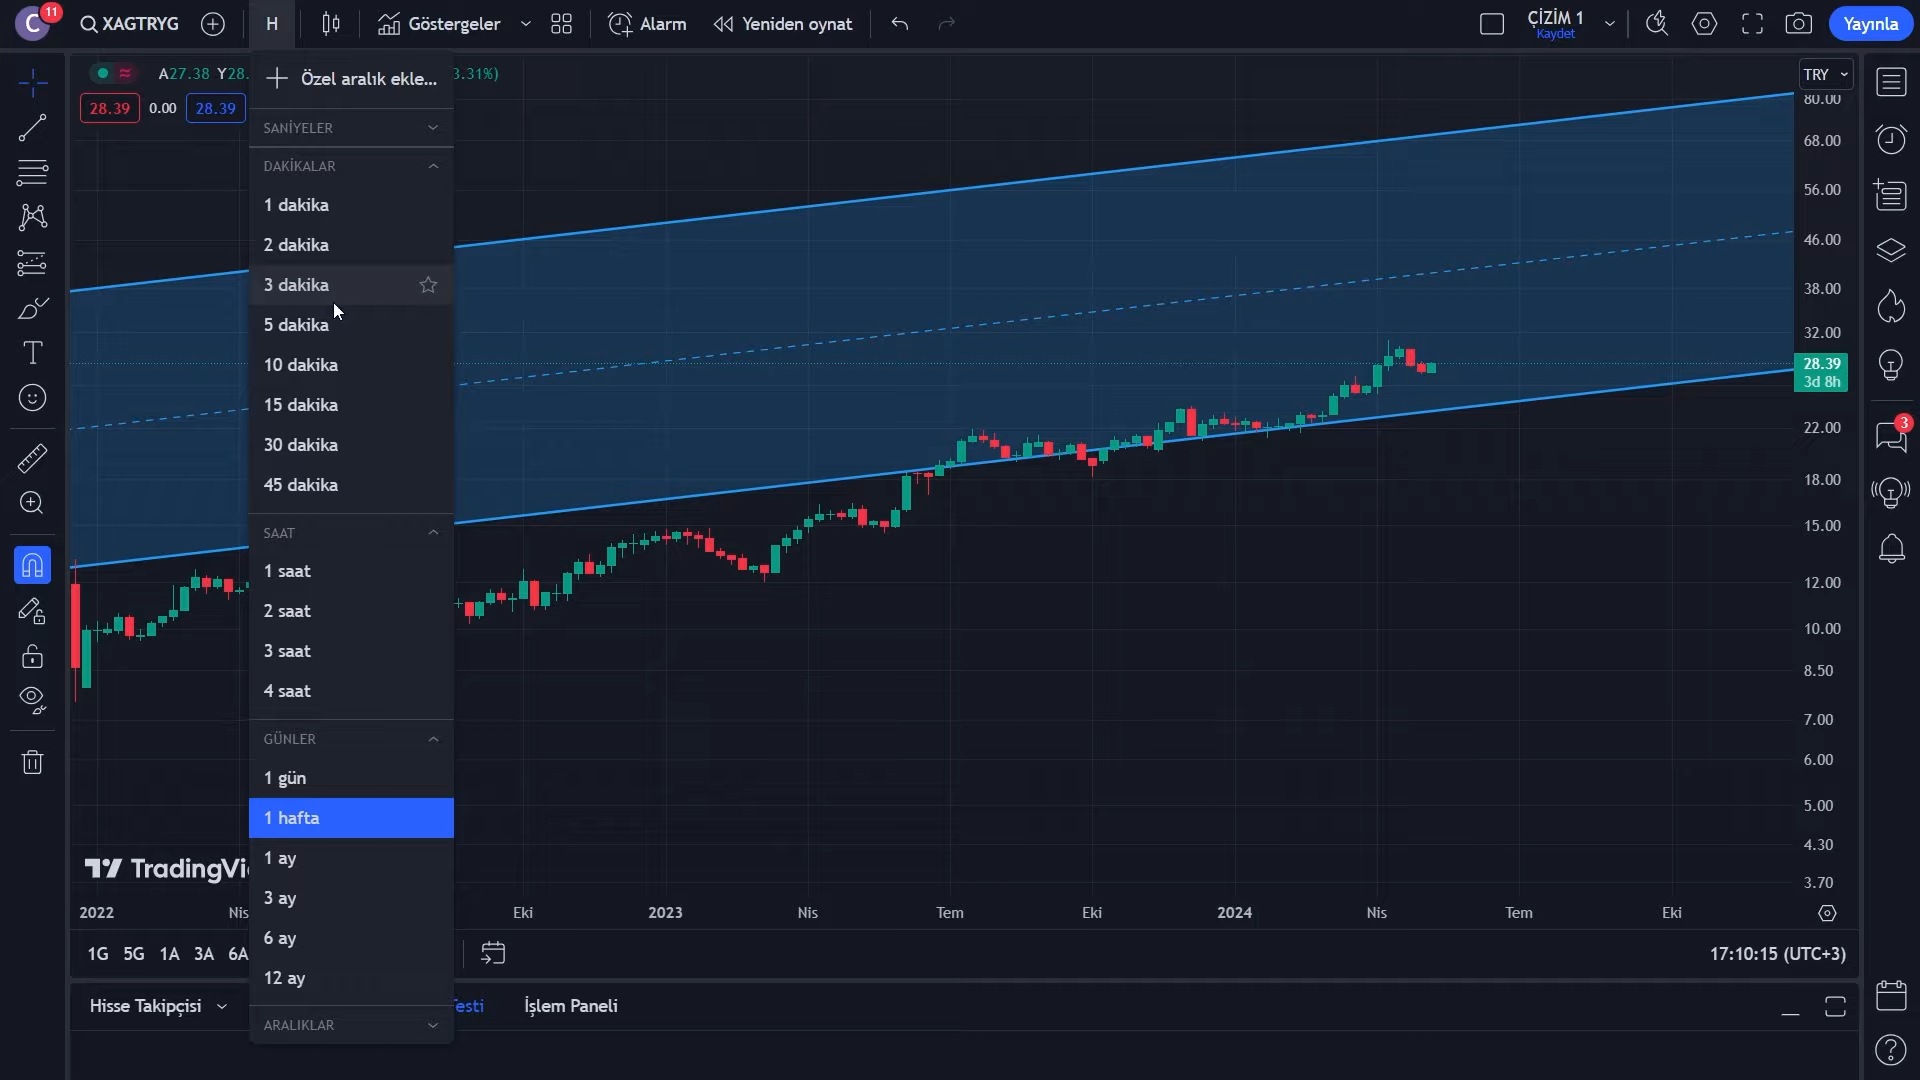 C
11
XAGTRYG
H
Göstergeler
Alarm
Yeniden oynat
ÇİZİM 1
Kaydet
Yayınla
A27.38 Y28.
3.31%)
28.39
0.00
28.39
Özel aralık ekle...
SANİYELER
DAKİKALAR
1 dakika
2 dakika
3 dakika
5 dakika
10 dakika
15 dakika
30 dakika
45 dakika
SAAT
1 saat
2 saat
3 saat
4 saat
GÜNLER
1 gün
1 hafta
1 ay
3 ay
6 ay
12 ay
ARALIKLAR
TRY
80.00
68.00
56.00
46.00
38.00
32.00
28.39
3d 8h
22.00
18.00
15.00
12.00
10.00
8.50
7.00
6.00
5.00
4.30
3.70
3
TradingVi
2022
Nis
Eki
2023
Nis
Tem
Eki
2024
Nis
Tem
Eki
1G 5G 1A 3A 6A
17:10:15 (UTC+3)
Hisse Takipçisi
Testi
İşlem Paneli